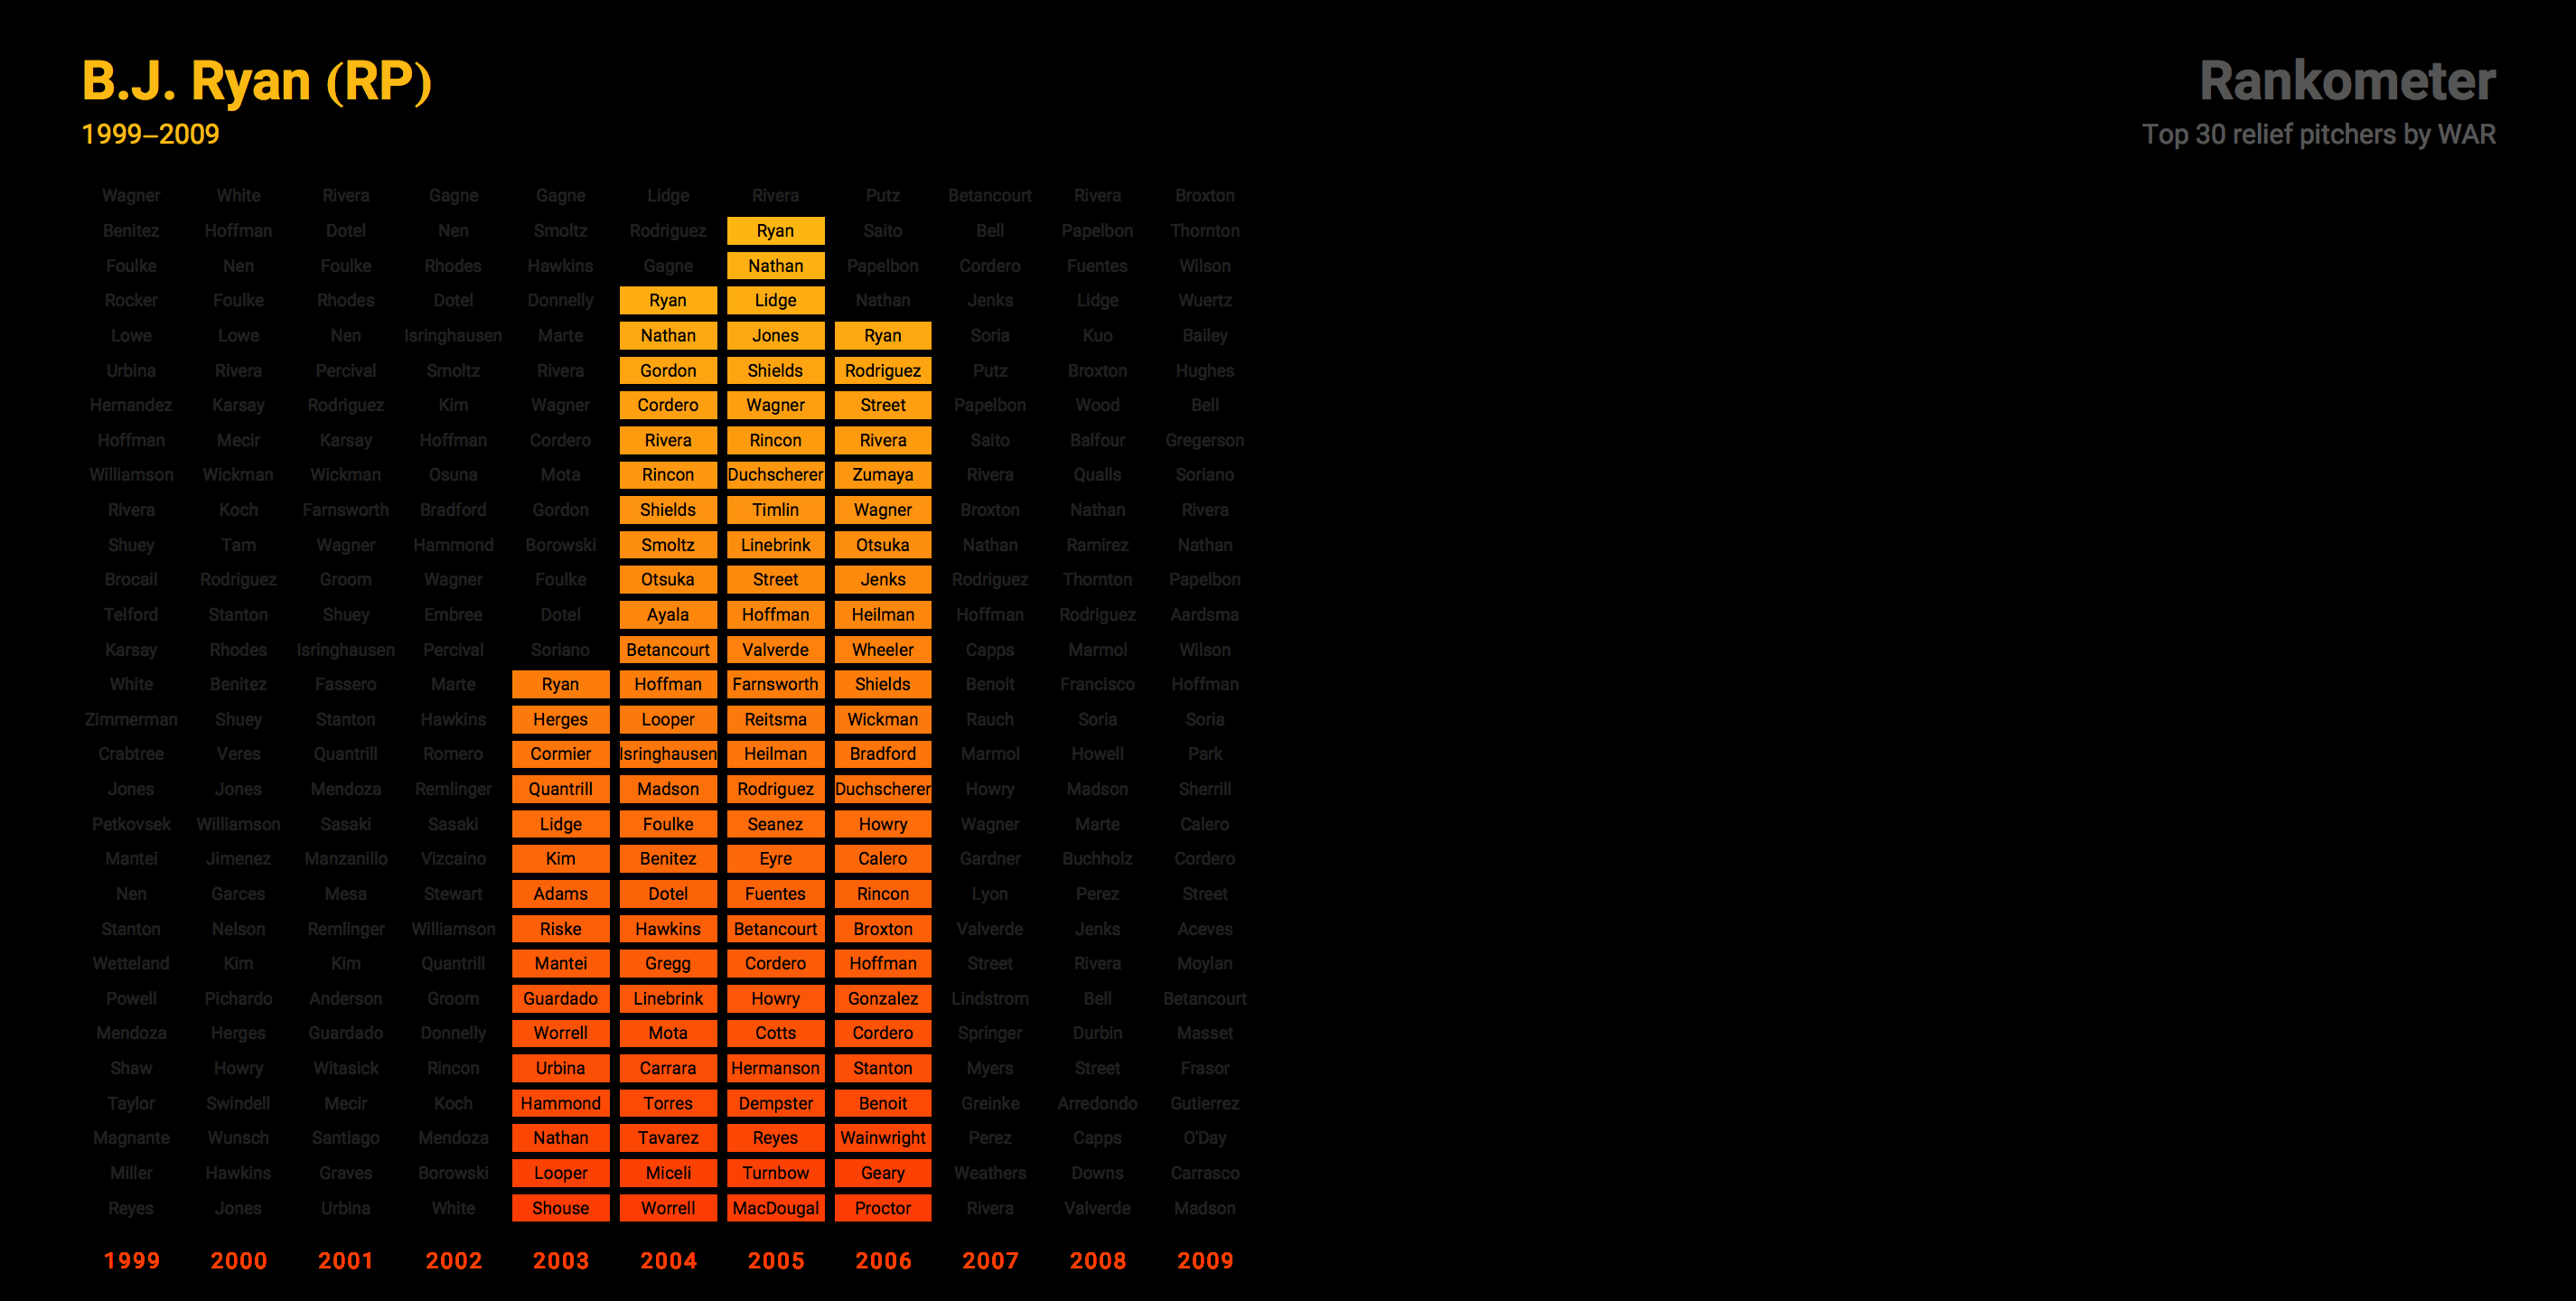 B.J. Ryan (RP)
1999–2009
Rankometer
Top 30 relief pitchers by WAR
Wagner White Rivera Gagne Gagne Lidge Rivera Putz Betancourt Rivera Broxton
Benitez Hoffman Dotel Nen Smoltz Rodriguez Ryan Saito Bell Papelbon Thornton
Foulke Nen Foulke Rhodes Hawkins Gagne Nathan Papelbon Cordero Fuentes Wilson
Rocker Foulke Rhodes Dotel Donnelly Ryan Lidge Nathan Jenks Lidge Wuertz
Lowe Lowe Nen Isringhausen Marte Nathan Jones Ryan Soria Kuo Bailey
Urbina Rivera Percival Smoltz Rivera Gordon Shields Rodriguez Putz Broxton Hughes
Hernandez Karsay Rodriguez Kim Wagner Cordero Wagner Street Papelbon Wood Bell
Hoffman Mecir Karsay Hoffman Cordero Rivera Rincon Rivera Saito Balfour Gregerson
Williamson Wickman Wickman Osuna Mota Rincon Duchscherer Zumaya Rivera Qualls Soriano
Rivera Koch Farnsworth Bradford Gordon Shields Timlin Wagner Broxton Nathan Rivera
Shuey Tam Wagner Hammond Borowski Smoltz Linebrink Otsuka Nathan Ramirez Nathan
Brocail Rodriguez Groom Wagner Foulke Otsuka Street Jenks Rodriguez Thornton Papelbon
Telford Stanton Shuey Embree Dotel Ayala Hoffman Heilman Hoffman Rodriguez Aardsma
Karsay Rhodes Isringhausen Percival Soriano Betancourt Valverde Wheeler Capps Marmol Wilson
White Benitez Fassero Marte Ryan Hoffman Farnsworth Shields Benoit Francisco Hoffman
Zimmerman Shuey Stanton Hawkins Herges Looper Reitsma Wickman Rauch Soria Soria
Crabtree Veres Quantrill Romero Cormier Isringhausen Heilman Bradford Marmol Howell Park
Jones Jones Mendoza Remlinger Quantrill Madson Rodriguez Duchscherer Howry Madson Sherrill
Petkovsek Williamson Sasaki Sasaki Lidge Foulke Seanez Howry Wagner Marte Calero
Mantei Jimenez Manzanillo Vizcaino Kim Benitez Eyre Calero Gardner Buchholz Cordero
Nen Garces Mesa Stewart Adams Dotel Fuentes Rincon Lyon Perez Street
Stanton Nelson Remlinger Williamson Riske Hawkins Betancourt Broxton Valverde Jenks Aceves
Wetteland Kim Kim Quantrill Mantei Gregg Cordero Hoffman Street Rivera Moylan
Powell Pichardo Anderson Groom Guardado Linebrink Howry Gonzalez Lindstrom Bell Betancourt
Mendoza Herges Guardado Donnelly Worrell Mota Cotts Cordero Springer Durbin Masset
Shaw Howry Witasick Rincon Urbina Carrara Hermanson Stanton Myers Street Frasor
Taylor Swindell Mecir Koch Hammond Torres Dempster Benoit Greinke Arredondo Gutierrez
Magnante Wunsch Santiago Mendoza Nathan Tavarez Reyes Wainwright Perez Capps O'Day
Miller Hawkins Graves Borowski Looper Miceli Turnbow Geary Weathers Downs Carrasco
Reyes Jones Urbina White Shouse Worrell MacDougal Proctor Rivera Valverde Madson
1999 2000 2001 2002 2003 2004 2005 2006 2007 2008 2009